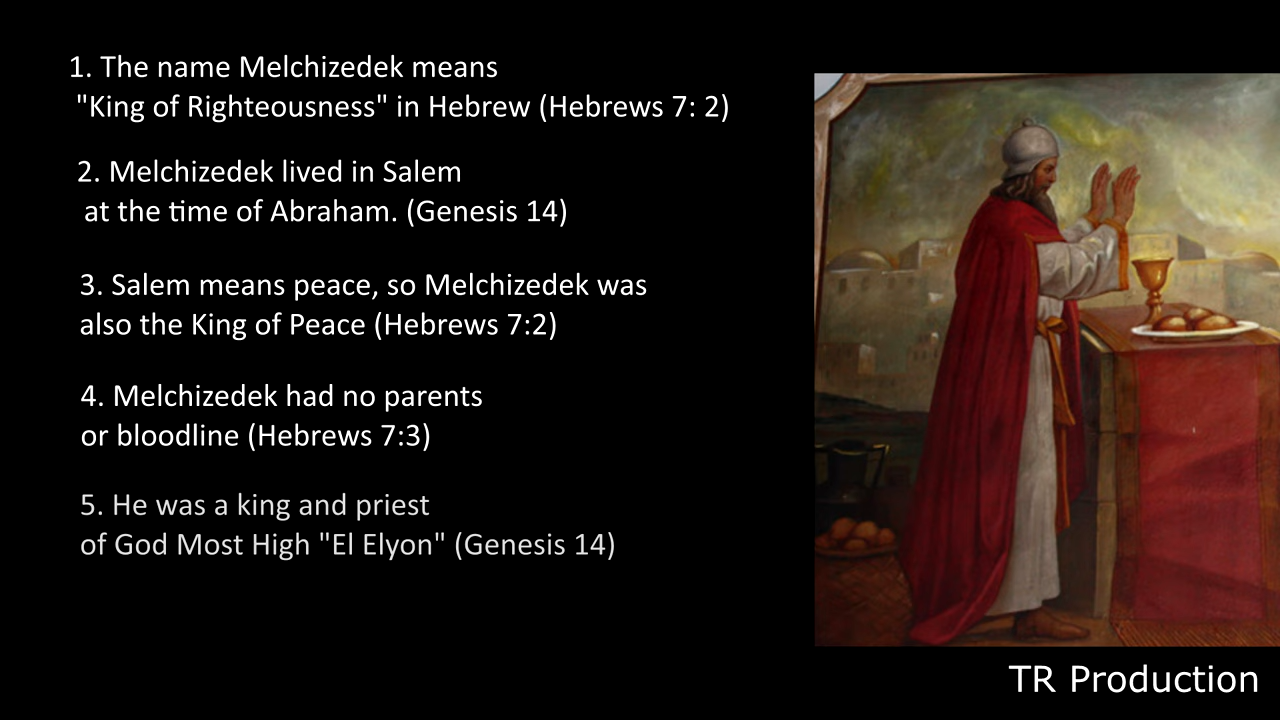 1. The name Melchizedek means
"King of Righteousness" in Hebrew (Hebrews 7: 2)
2. Melchizedek lived in Salem
at the time of Abraham. (Genesis 14)
3. Salem means peace, so Melchizedek was
also the King of Peace (Hebrews 7:2)
4. Melchizedek had no parents
or bloodline (Hebrews 7:3)
5. He was a king and priest
of God Most High "El Elyon" (Genesis 14)
TR Production